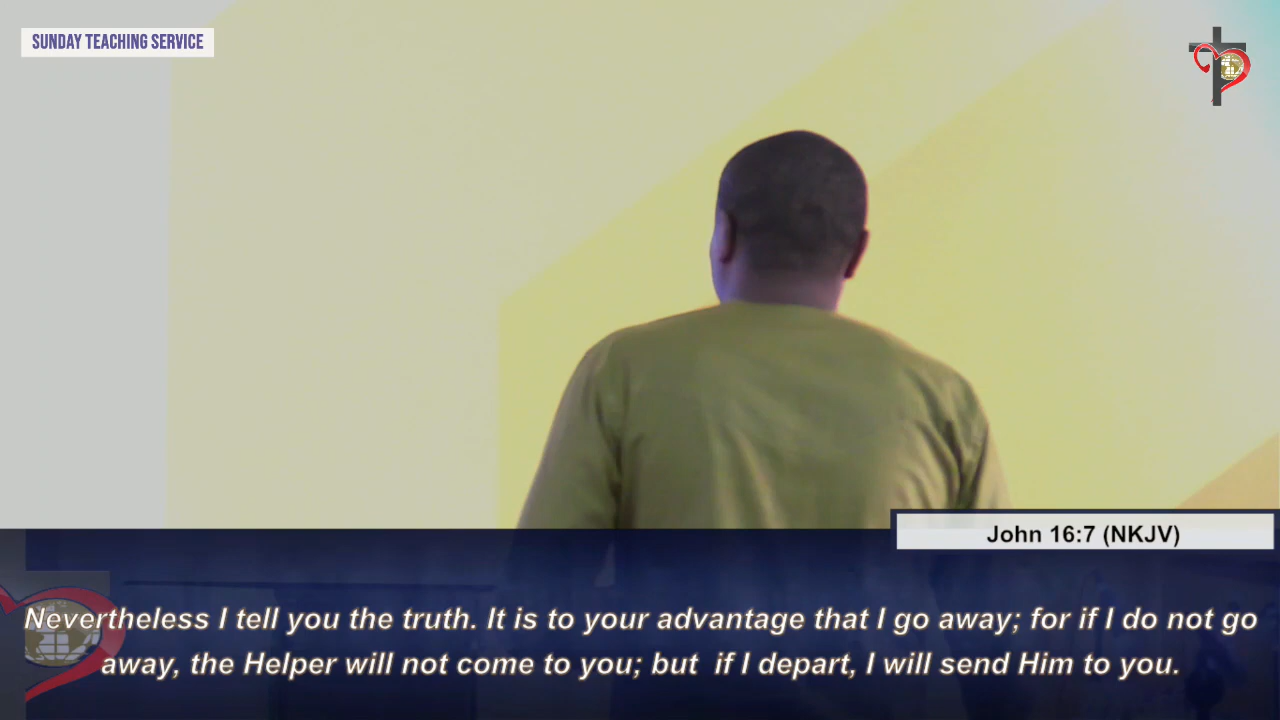 SUNDAY TEACHING SERVICE
John 16:7 (NKJV)
Nevertheless I tell you the truth. It is to your advantage that I go away; for if I do not go
away, the Helper will not come to you; but  if I depart, I will send Him to you.